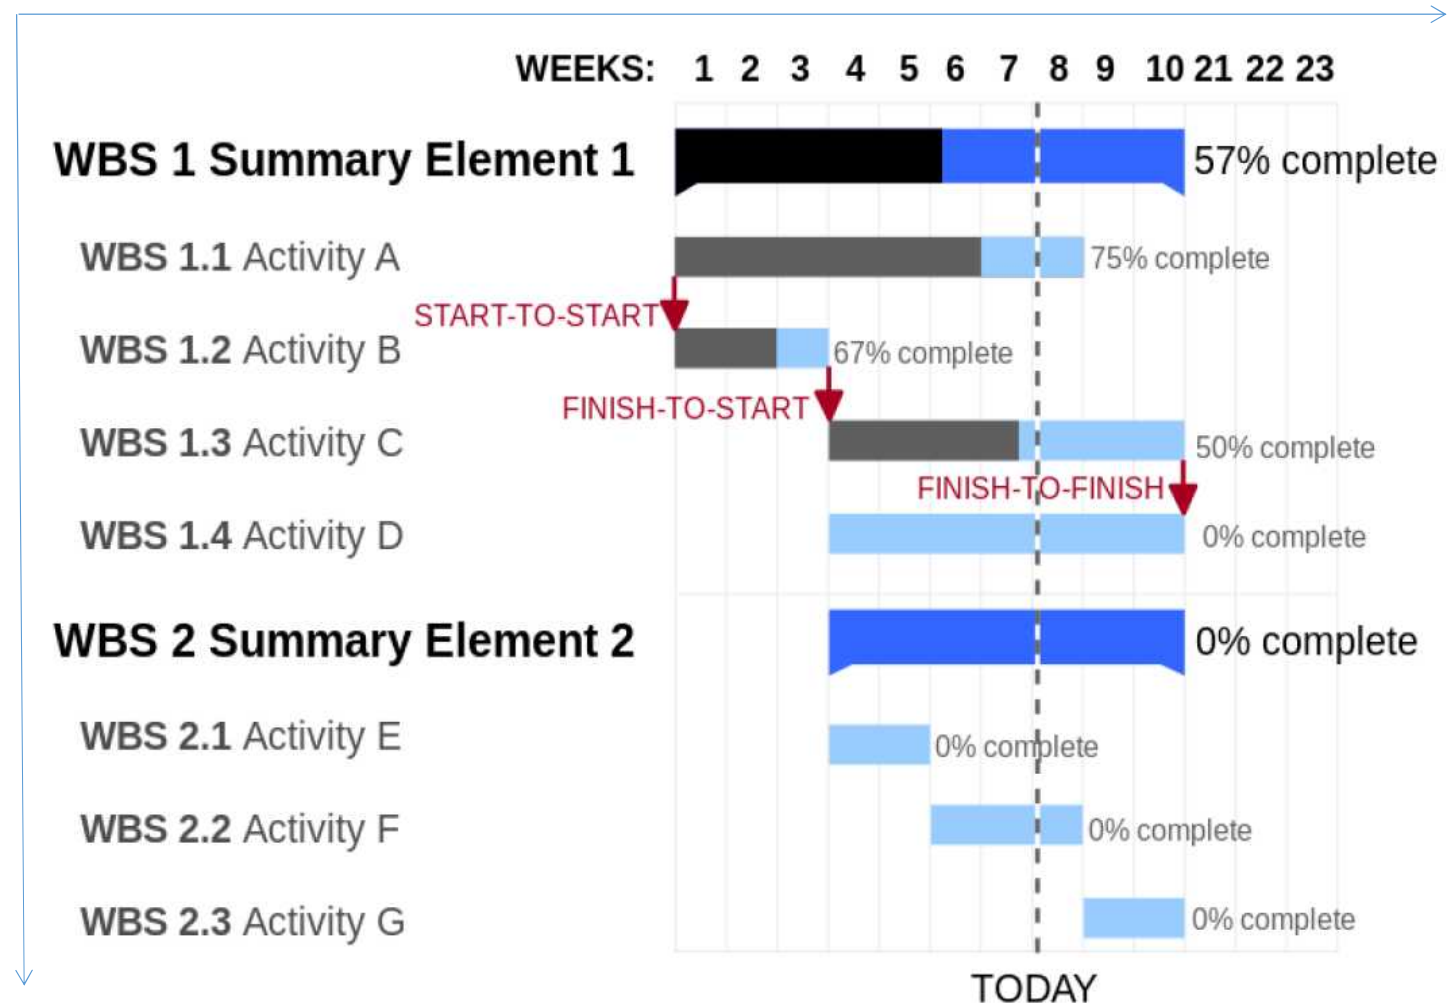 WEEKS: 1 2 3 4 5 6 7 8 9 10 21 22 23
WBS 1 Summary Element 1 57% complete
WBS 1.1 Activity A 75% complete
START-TO-START
WBS 1.2 Activity B 67% complete
FINISH-TO-START
WBS 1.3 Activity C 50% complete
FINISH-TO-FINISH
WBS 1.4 Activity D 0% complete
WBS 2 Summary Element 2 0% complete
WBS 2.1 Activity E 0% complete
WBS 2.2 Activity F 0% complete
WBS 2.3 Activity G 0% complete
TODAY